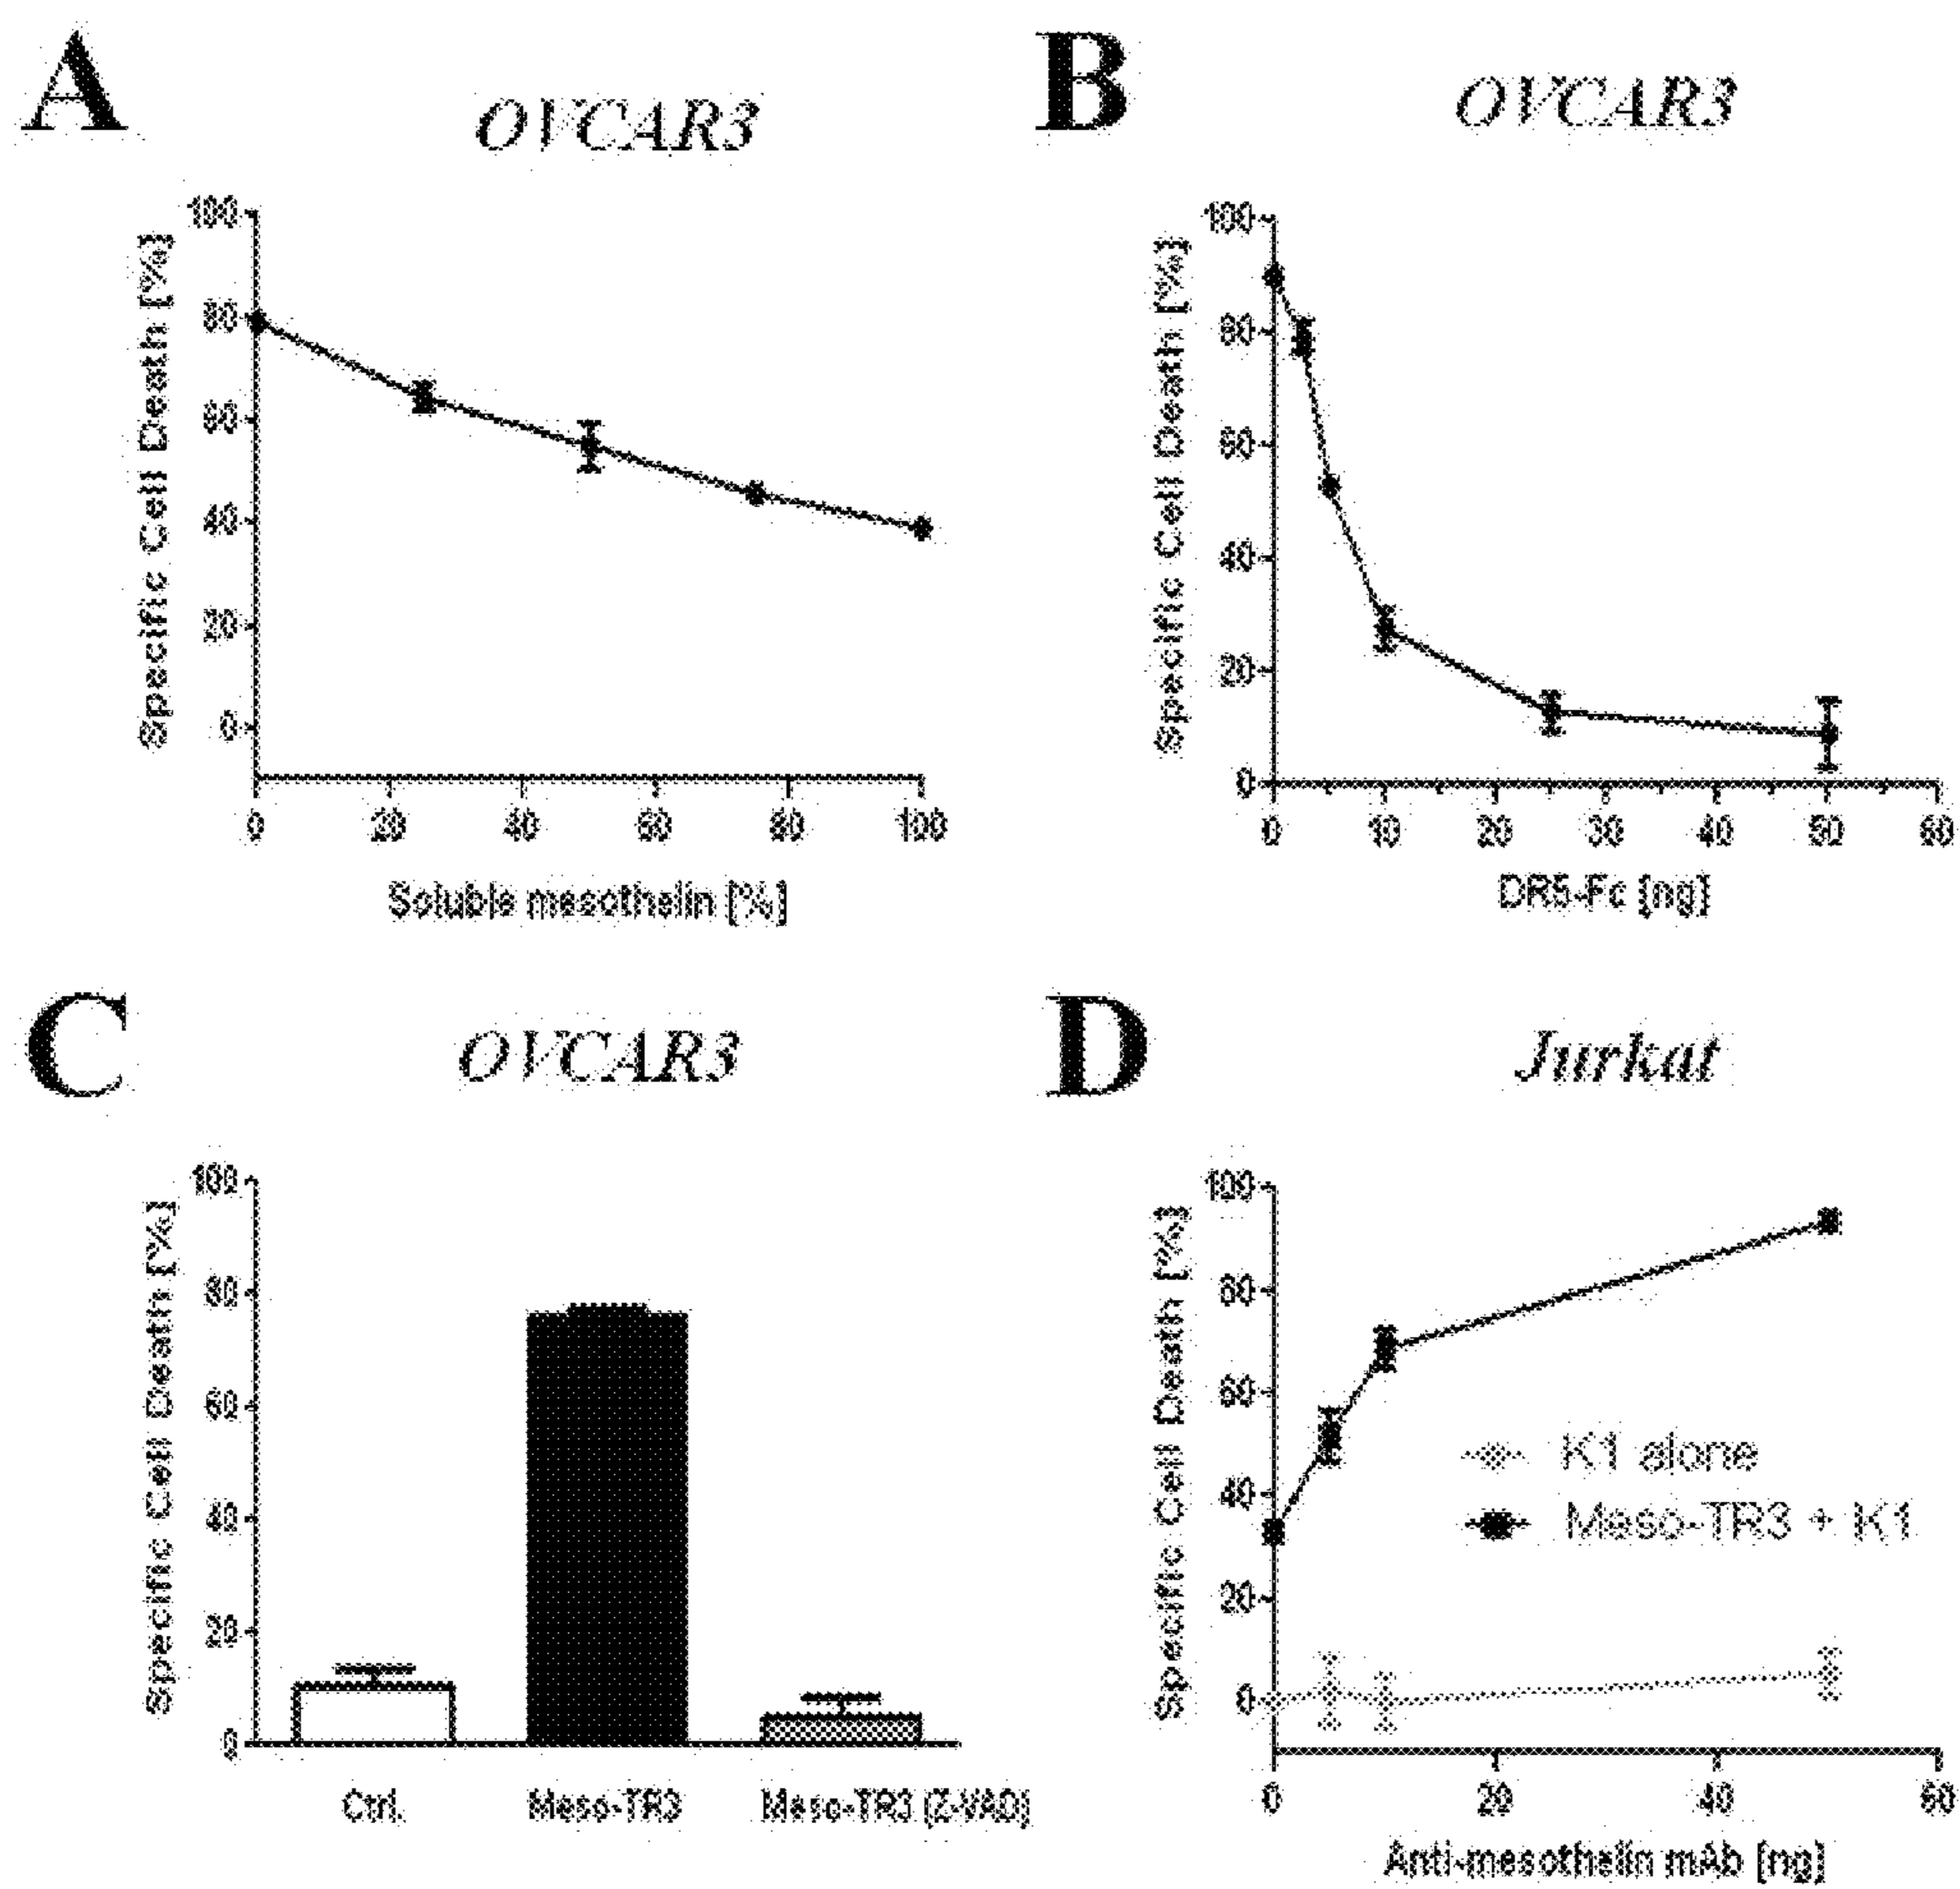 A
OVCAR3
Specific Cell Death [%]
100
80
60
40
20
0
0 20 40 60 80 100
Soluble mesothelin [%]
B
OVCAR3
Specific Cell Death [%]
100
80
60
40
20
0
0 10 20 30 40 50 60
DR5-Fc [ng]
C
OVCAR3
Specific Cell Death [%]
100
80
60
40
20
0
Ctrl. Meso-TR3 Meso-TR3 (Z-VAD)
D
Jurkat
Specific Cell Death [%]
100
80
60
40
20
0
K1 alone
Meso-TR3 + K1
0 20 40 60
Anti-mesothelin mAb [ng]